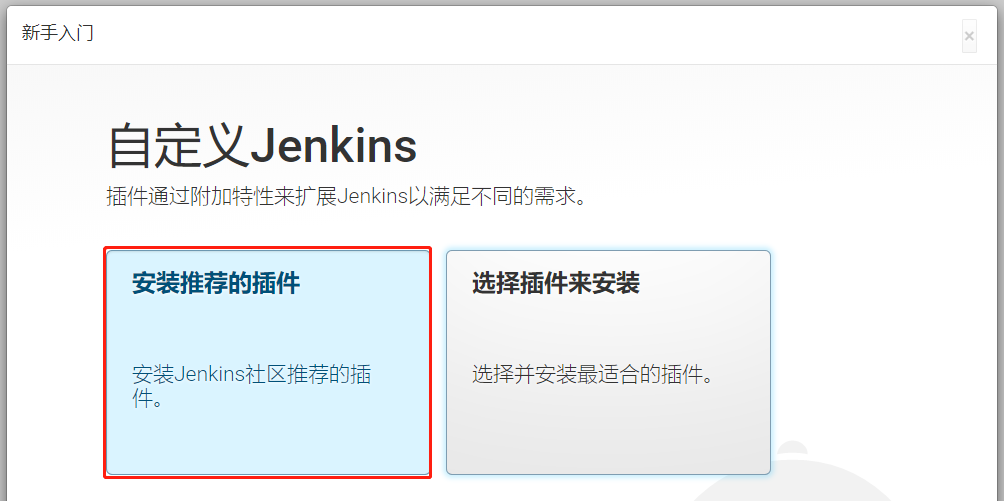 新手入门
×
自定义Jenkins
插件通过附加特性来扩展Jenkins以满足不同的需求。
安装推荐的插件
安装Jenkins社区推荐的插
件。
选择插件来安装
选择并安装最适合的插件。